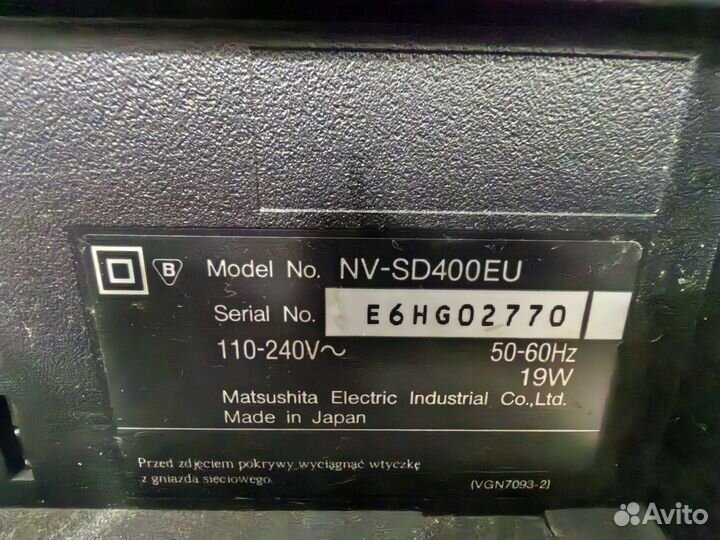 B Model No. NV-SD400EU
Serial No. E6HG02770
110-240V~ 50-60Hz
19W
Matsushita Electric Industrial Co.,Ltd.
Made in Japan
Przed zdjęciem pokrywy wyciągnąć wtyczkę
z gniazda sieciowego.
(VGN7093-2)
Avito